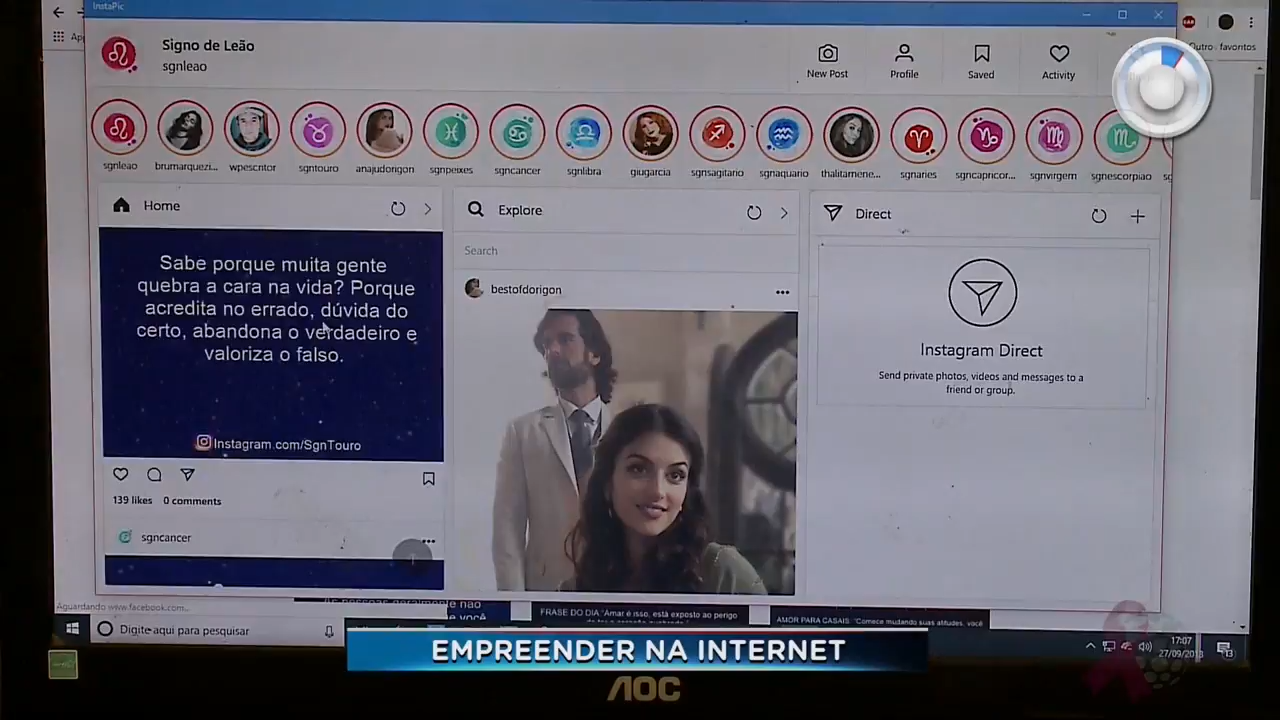 InstaPic
Signo de Leão
sgnleao
New Post
Profile
Saved
Activity
Outro
favoritos
sgnleao
brumarquezi...
wpescritor
sgntouro
anajudorigon
sgnpeixes
sgncancer
sgnlibra
giugarcia
sgnsagitario
sgnaquario
thalitamene...
sgnaries
sgncapricor...
sgnvirgem
sgnescorpiao
Home
Sabe porque muita gente
quebra a cara na vida? Porque
acredita no errado, dúvida do
certo, abandona o verdadeiro e
valoriza o falso.
Instagram.com/SgnTouro
139 likes 0 comments
sgncancer
Explore
Search
bestofdorigon
Direct
Instagram Direct
Send private photos, videos and messages to a
friend or group.
Aguardando www.facebook.com...
As pessoas geralmente não
você
FRASE DO DIA "Amar é isso, está exposto ao perigo
AMOR PARA CASAIS: "Comece mudando suas atitudes, você
Digite aqui para pesquisar
17:07
EMPREENDER NA INTERNET
AOC